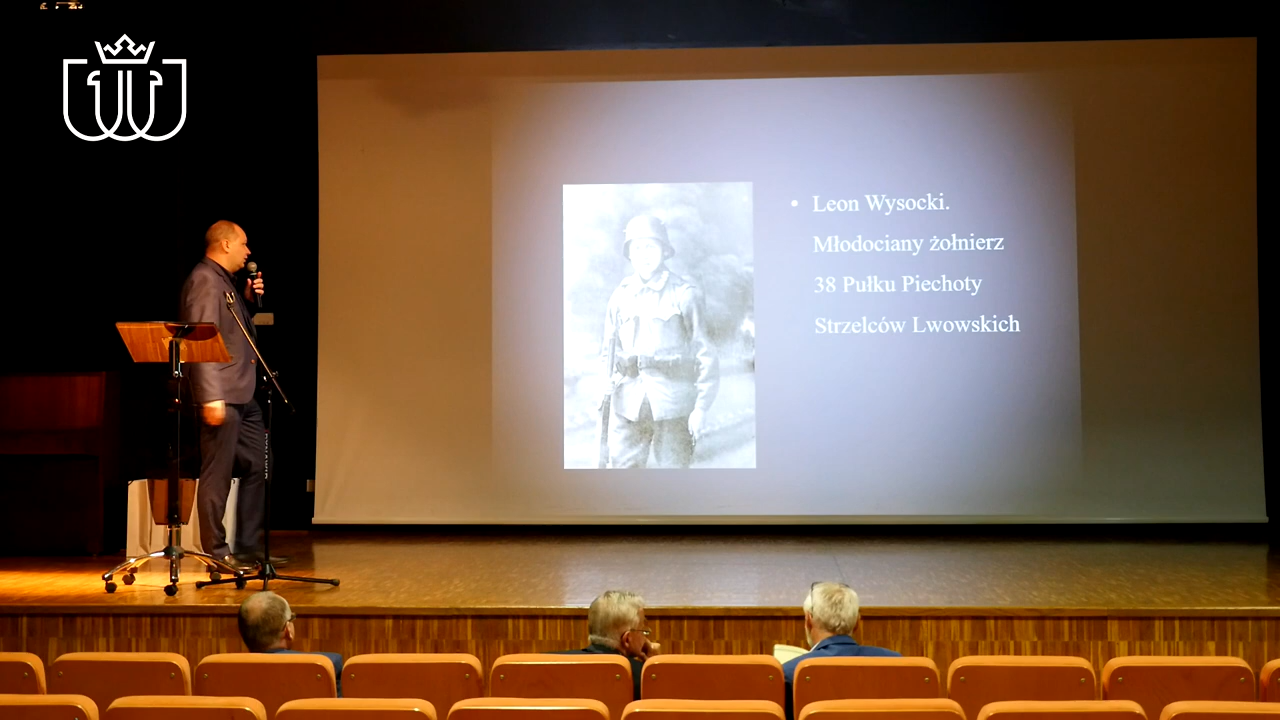 • Leon Wysocki.
Młodociany żołnierz
38 Pułku Piechoty
Strzelców Lwowskich